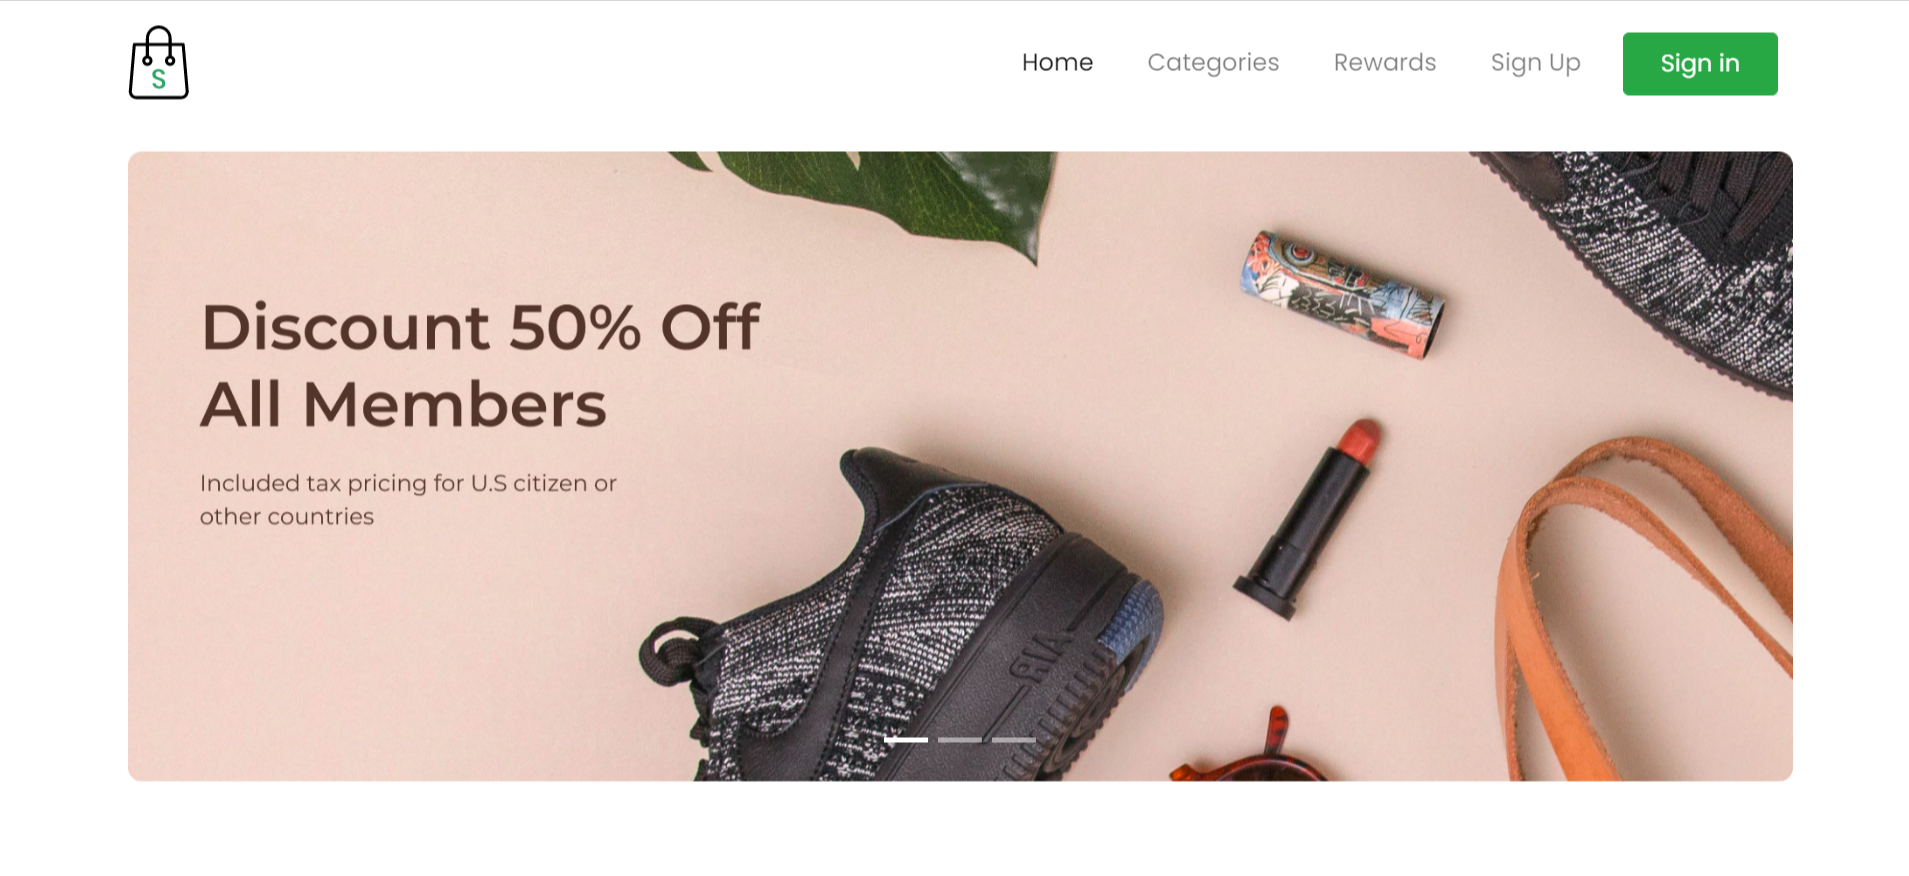 S
Home
Categories
Rewards
Sign Up
Sign in
Discount 50% Off
All Members
Included tax pricing for U.S citizen or
other countries
AIR